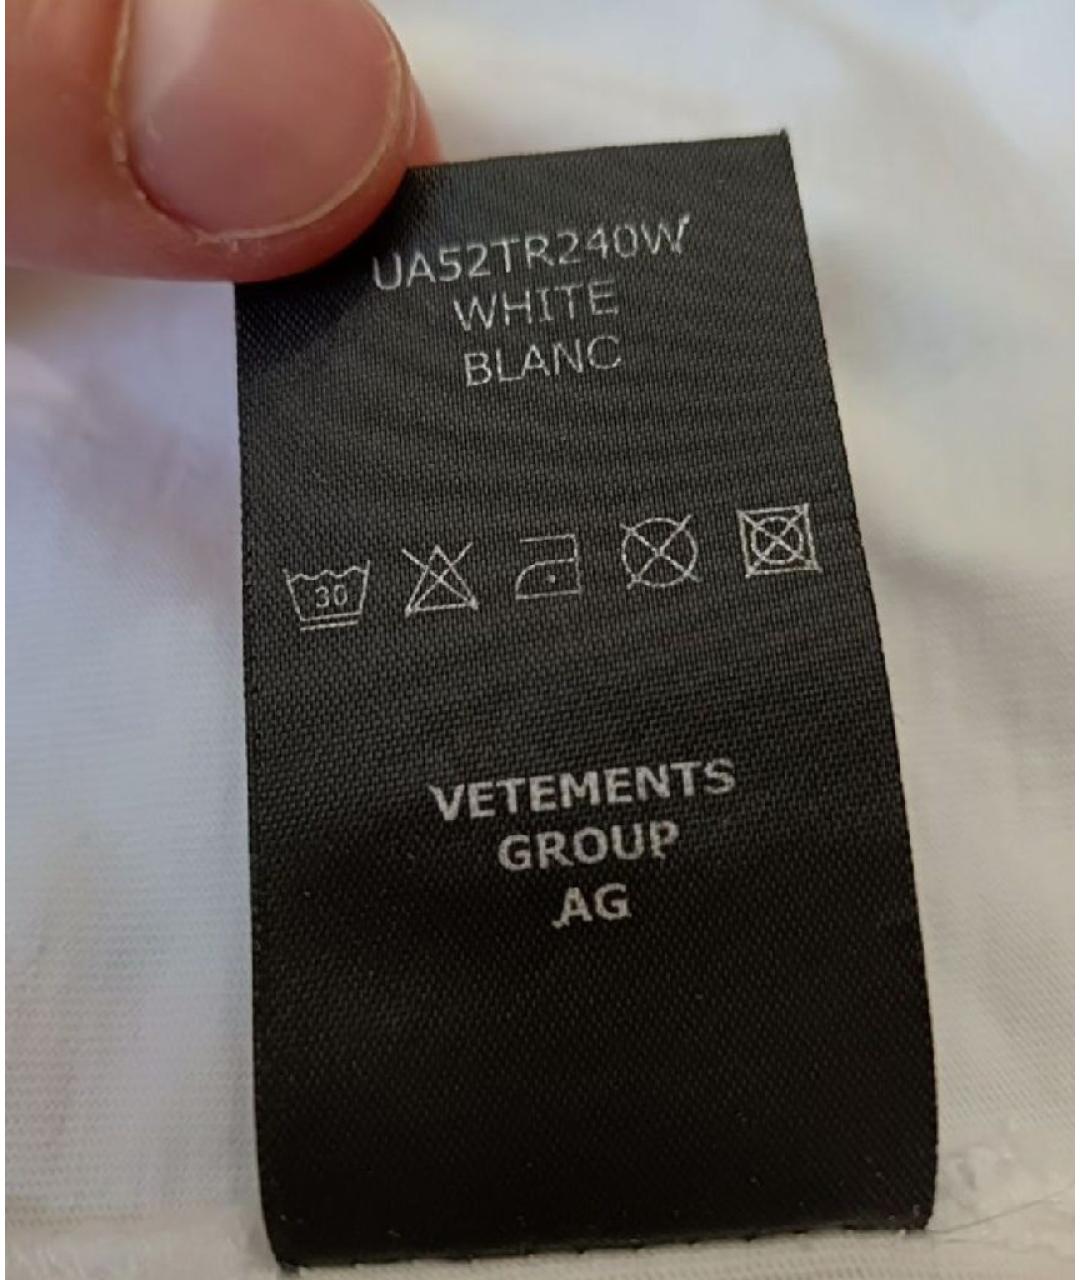 UA52TR240W
WHITE
BLANC
30
VETEMENTS
GROUP
AG